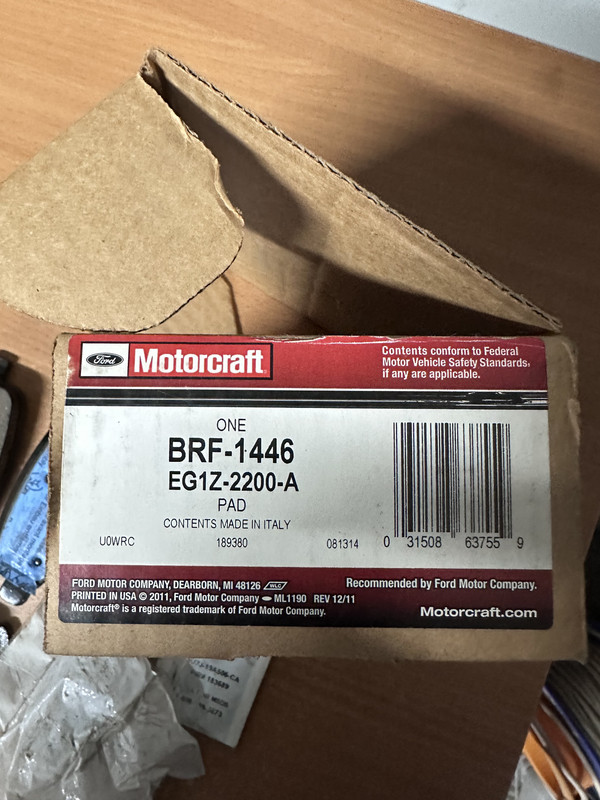 Ford
Motorcraft
Contents conform to Federal
Motor Vehicle Safety Standards,
if any are applicable.
ONE
BRF-1446
EG1Z-2200-A
PAD
CONTENTS MADE IN ITALY
U0WRC 189380 081314
0 31508 63755 9
FORD MOTOR COMPANY, DEARBORN, MI 48126 WLC
PRINTED IN USA © 2011, Ford Motor Company ML1190 REV 12/11
Motorcraft® is a registered trademark of Ford Motor Company.
Recommended by Ford Motor Company.
Motorcraft.com